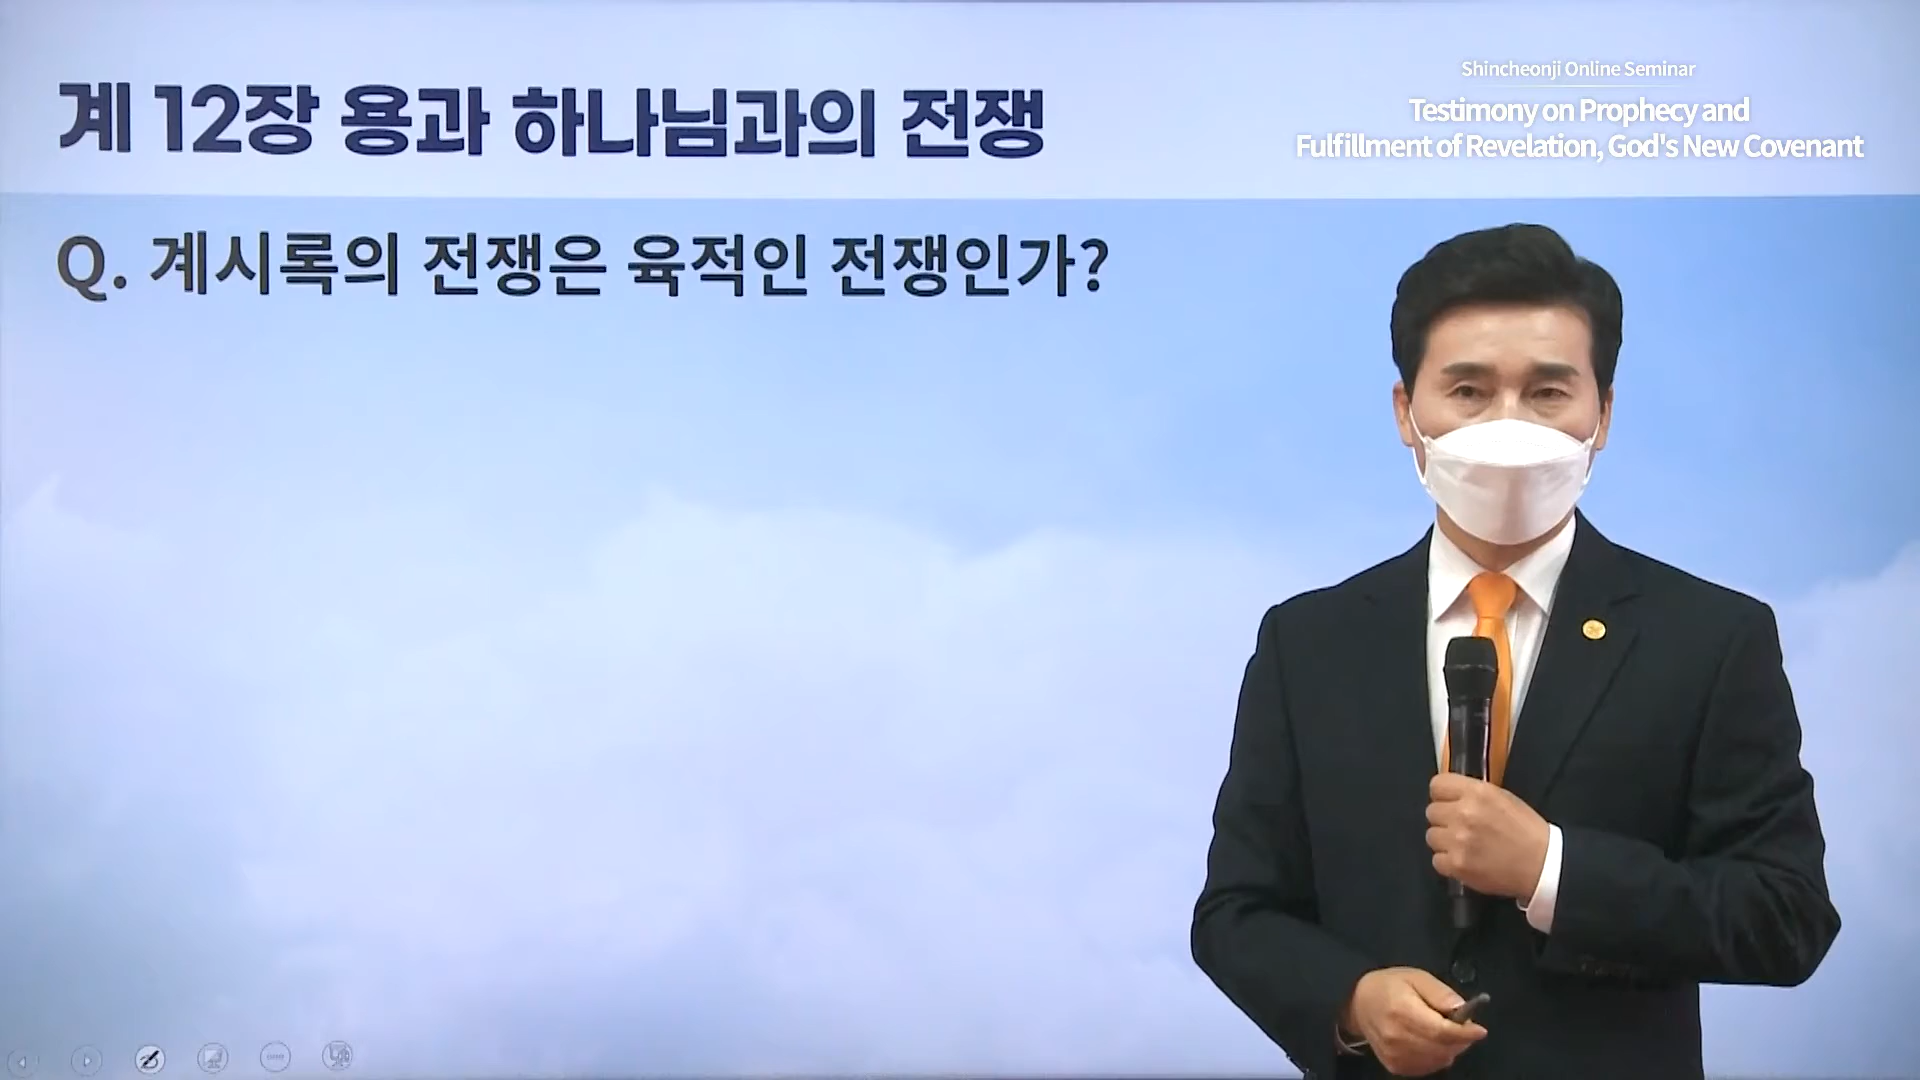 계 12장 용과 하나님과의 전쟁
Shincheonji Online Seminar
Testimony on Prophecy and
Fulfillment of Revelation, God's New Covenant
Q. 계시록의 전쟁은 육적인 전쟁인가?